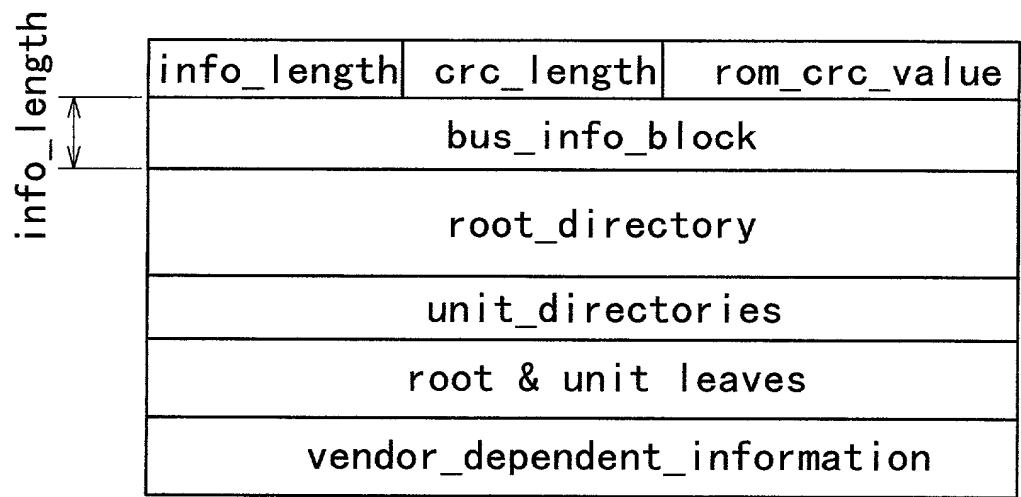 info_length
info_length crc_length rom_crc_value
bus_info_block
root_directory
unit_directories
root & unit leaves
vendor_dependent_information